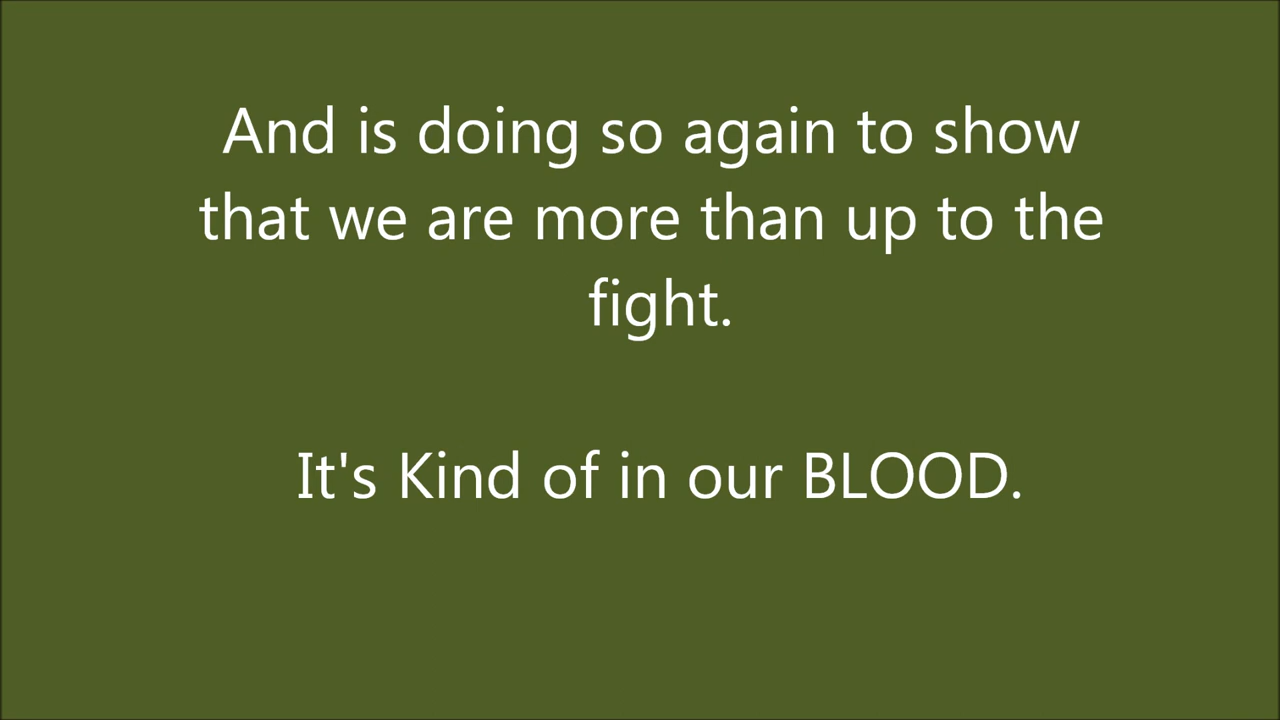 And is doing so again to show
that we are more than up to the
fight.
It's Kind of in our BLOOD.